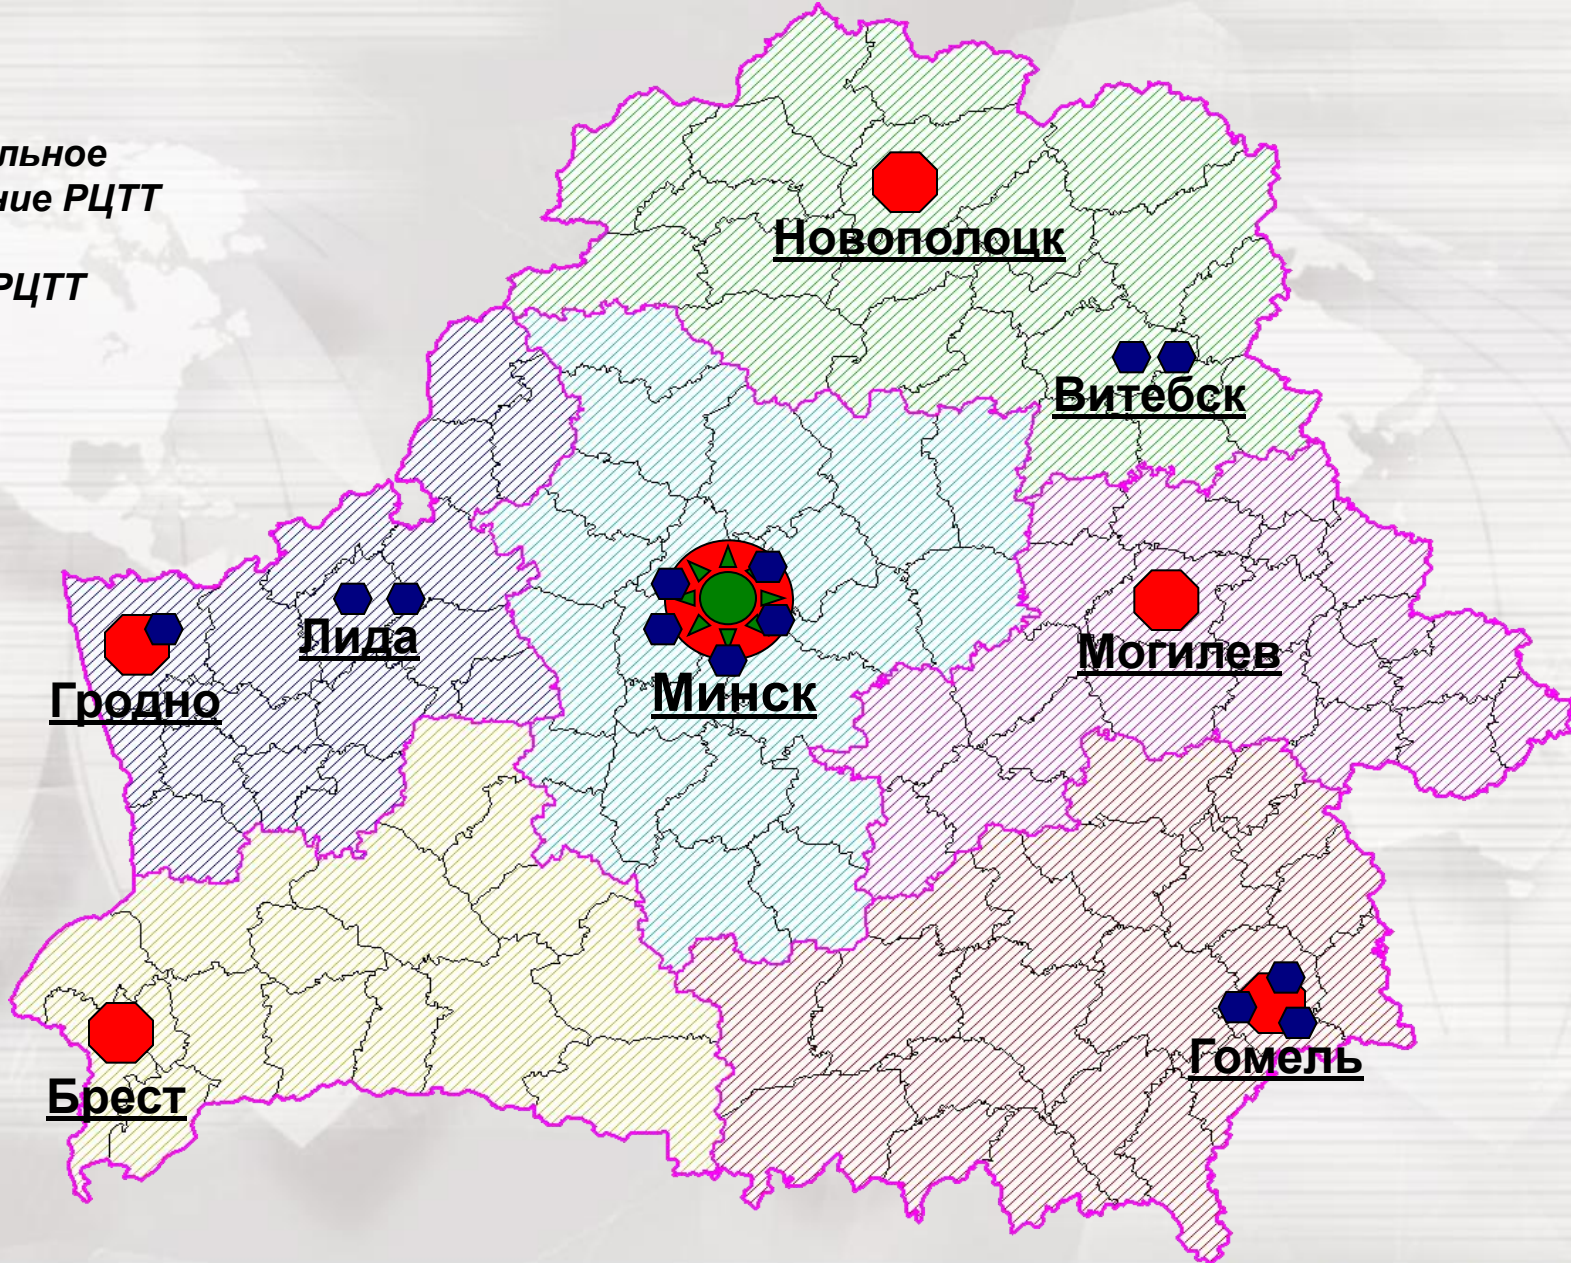 льное
ние РЦТТ
РЦТТ
Новополоцк
Витебск
Лида
Могилев
Гродно
Минск
Гомель
Брест